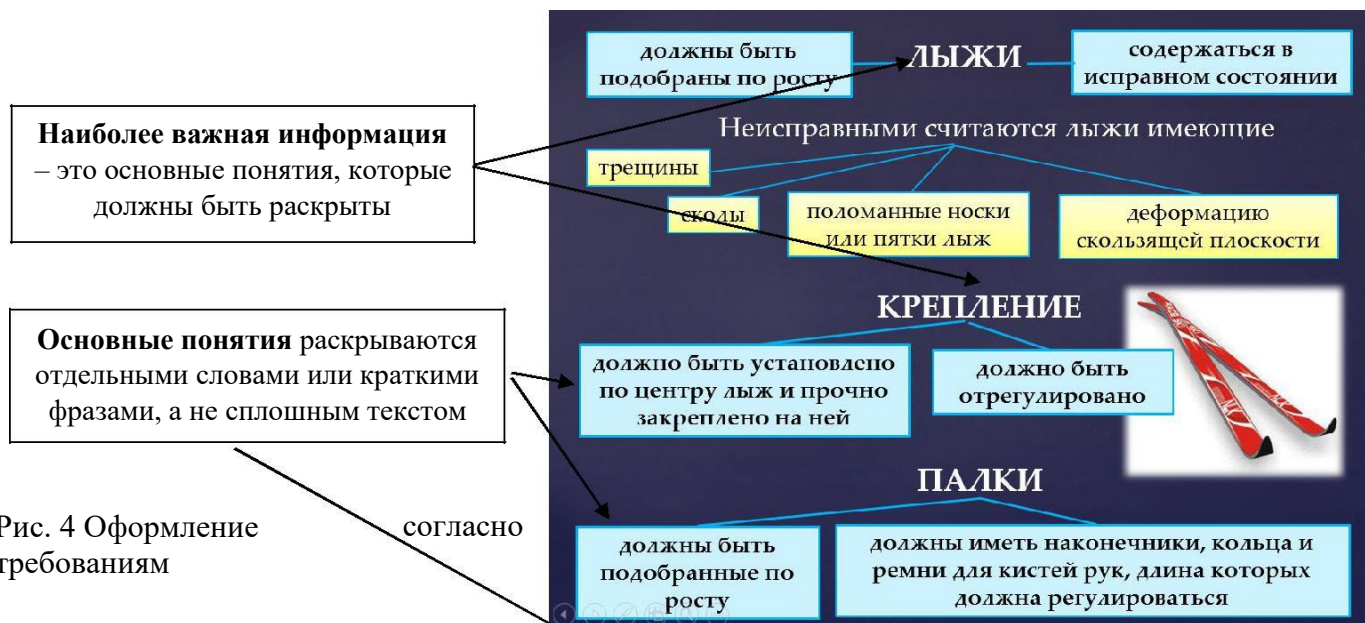 Наиболее важная информация
– это основные понятия, которые
должны быть раскрыты
Основные понятия раскрываются
отдельными словами или краткими
фразами, а не сплошным текстом
Рис. 4 Оформление согласно
требованиям
должны быть
подобраны по росту
ЛЫЖИ
содержаться в
исправном состоянии
Неисправными считаются лыжи имеющие
трещины
сколы
поломанные носки
или пятки лыж
деформацию
скользящей плоскости
КРЕПЛЕНИЕ
должно быть установлено
по центру лыж и прочно
закреплено на ней
должно быть
отрегулировано
ПАЛКИ
должны быть
подобранные по
росту
должны иметь наконечники, кольца и
ремни для кистей рук, длина которых
должна регулироваться